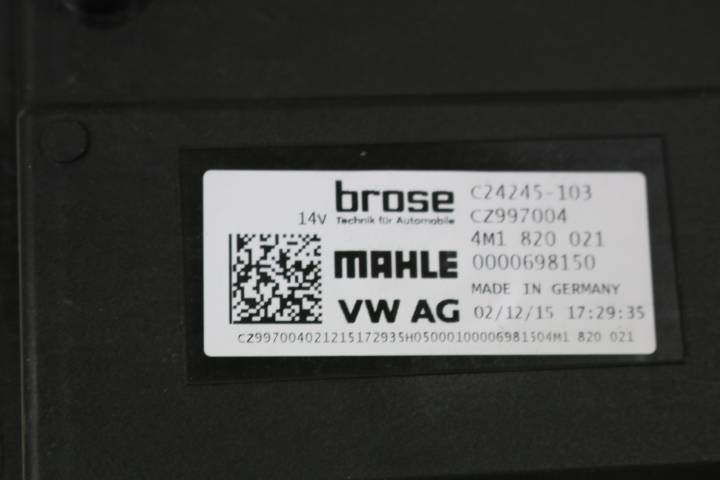 brose C24245-103
14V Technik für Automobile CZ997004
4M1 820 021
MAHLE 0000698150
MADE IN GERMANY
VW AG 02/12/15 17:29:35
CZ997004021215172935H05000100006981504M1 820 021